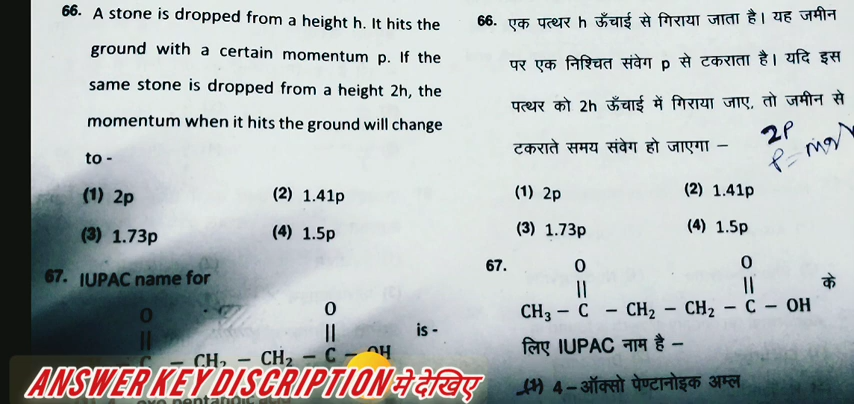 66. A stone is dropped from a height h. It hits the
ground with a certain momentum p. If the
same stone is dropped from a height 2h, the
momentum when it hits the ground will change
to -
(1) 2p (2) 1.41p
(3) 1.73p (4) 1.5p
67. IUPAC name for
O O
|| ||
C – CH₂ – CH₂ – C – OH is -
66. एक पत्थर h ऊँचाई से गिराया जाता है। यह जमीन
पर एक निश्चित संवेग p से टकराता है। यदि इस
पत्थर को 2h ऊँचाई में गिराया जाए, तो जमीन से
टकराते समय संवेग हो जाएगा –
2P
P=
(1) 2p (2) 1.41p
(3) 1.73p (4) 1.5p
67.
O O
|| ||
CH₃ – C – CH₂ – CH₂ – C – OH के
लिए IUPAC नाम है –
(1) 4–ऑक्सो पेण्टानोइक अम्ल
ANSWER KEY DISCRIPTION मे देखिए